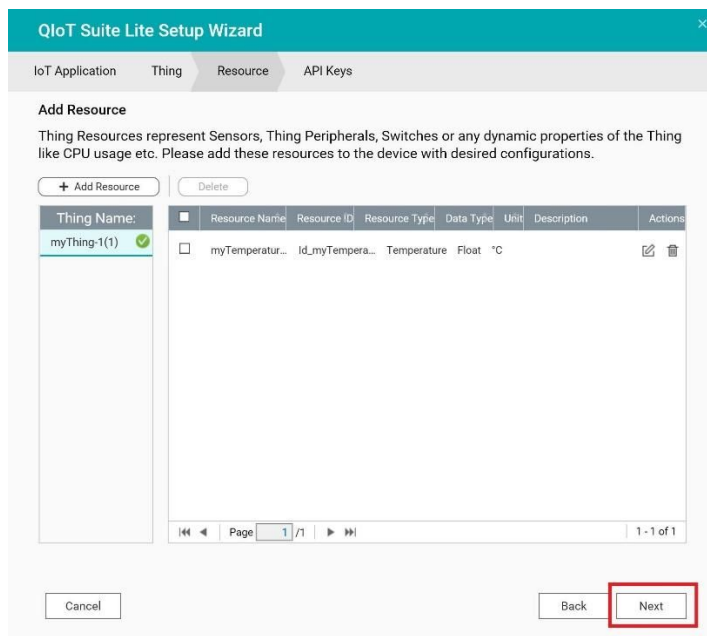 QIoT Suite Lite Setup Wizard
IoT Application Thing Resource API Keys
Add Resource
Thing Resources represent Sensors, Thing Peripherals, Switches or any dynamic properties of the Thing
like CPU usage etc. Please add these resources to the device with desired configurations.
+ Add Resource Delete
Thing Name: Resource Name Resource ID Resource Type Data Type Unit Description Actions
myThing-1(1) myTemperatur... Id_myTempera... Temperature Float °C
Page 1 /1 1 - 1 of 1
Cancel Back Next